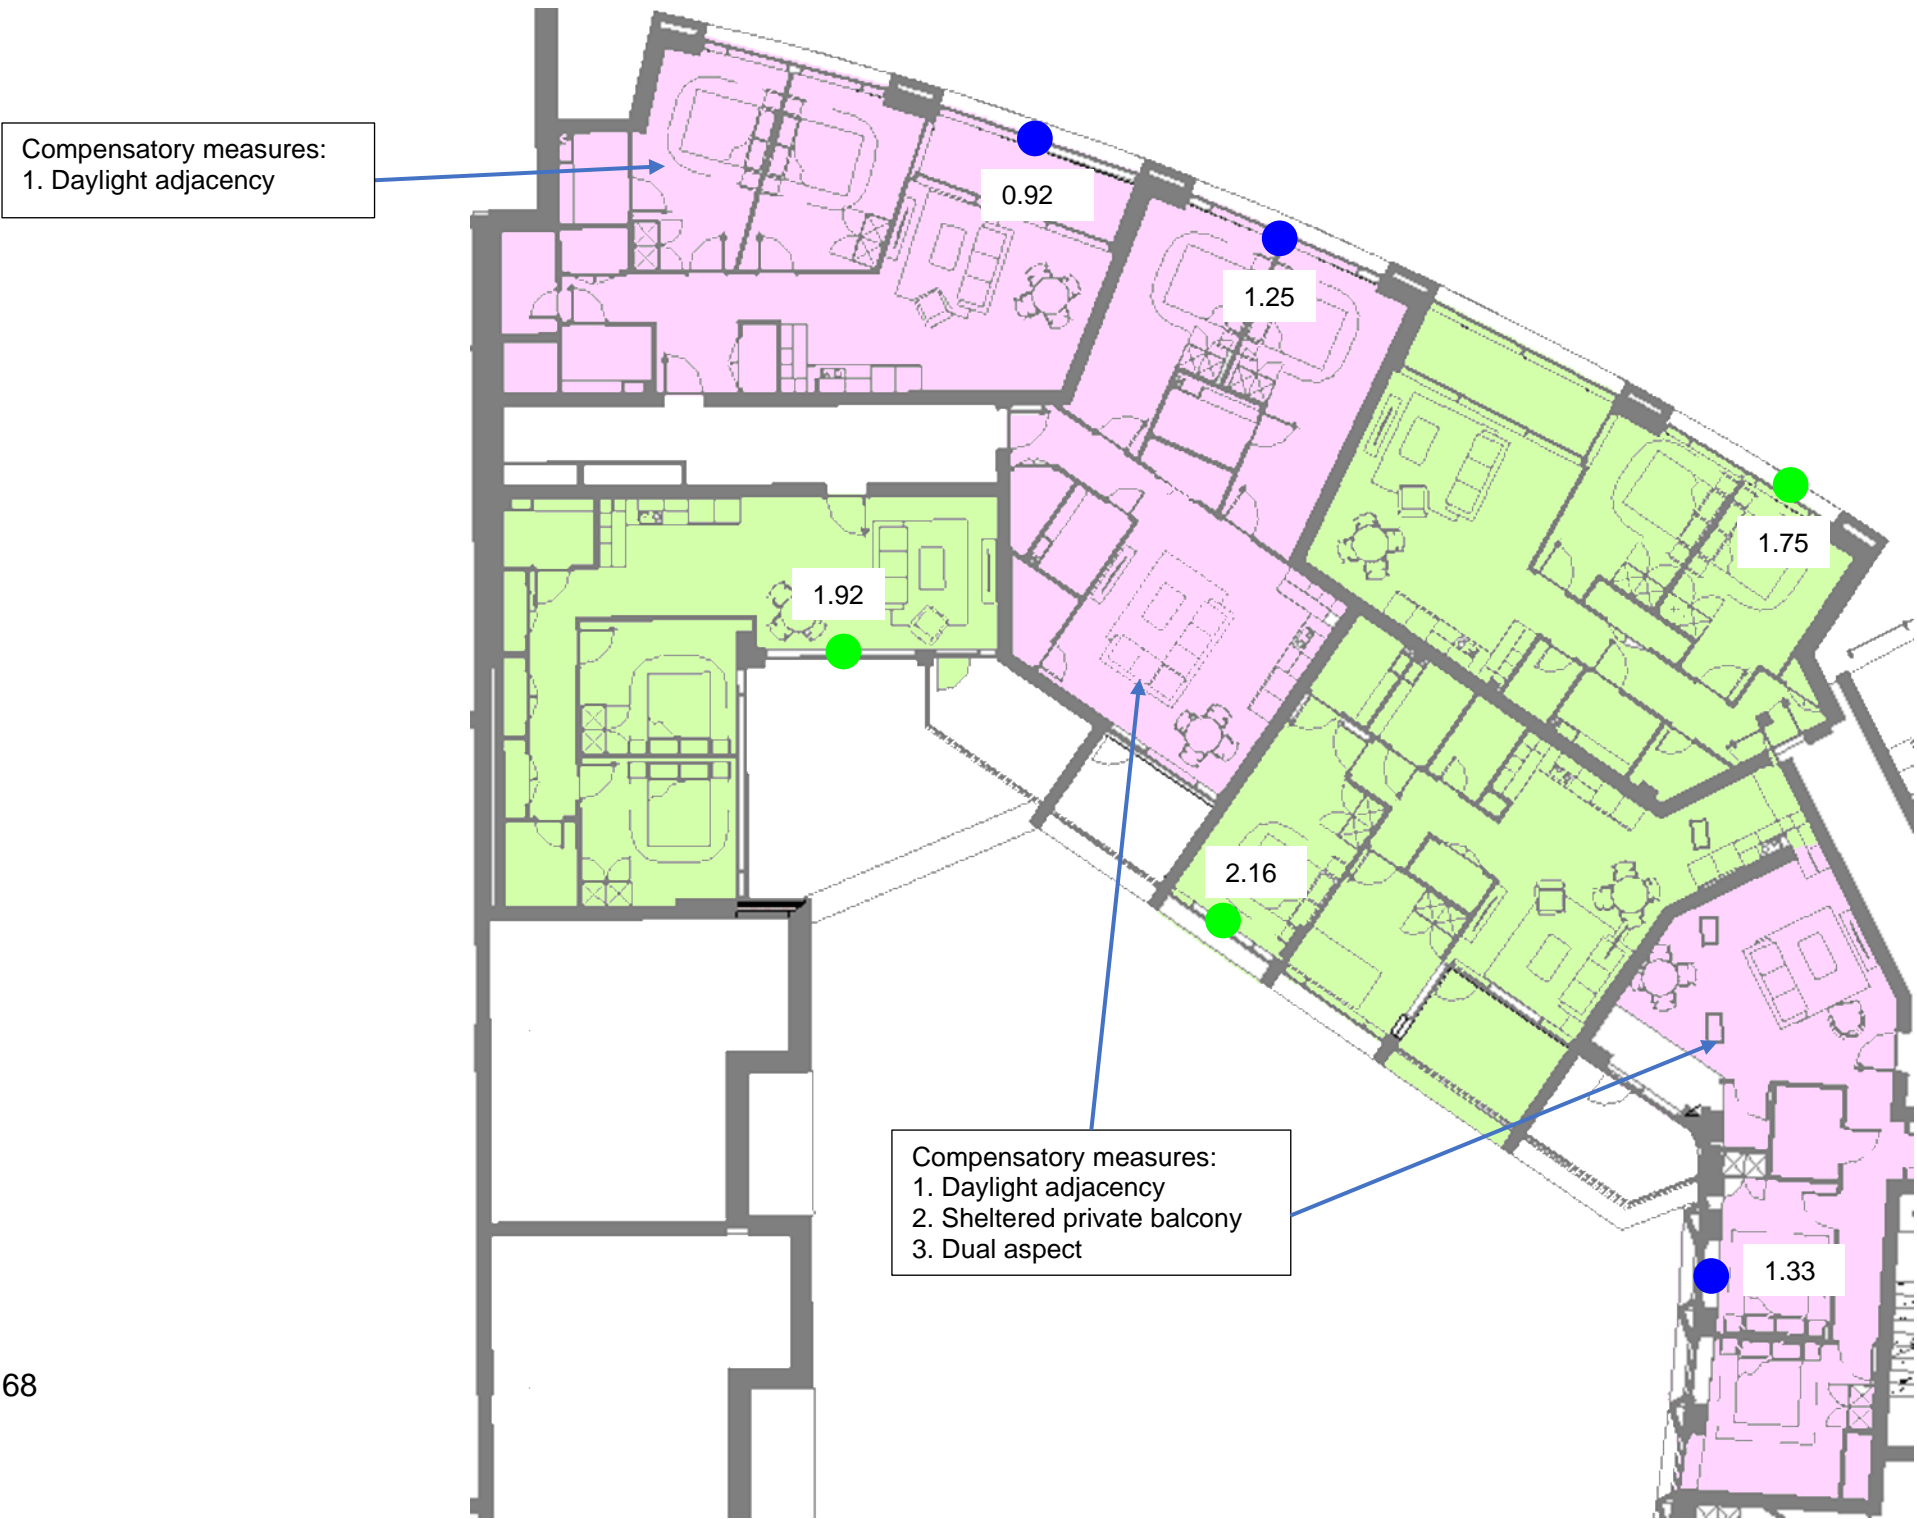 Compensatory measures:
1. Daylight adjacency
0.92
1.25
1.75
1.92
2.16
Compensatory measures:
1. Daylight adjacency
2. Sheltered private balcony
3. Dual aspect
1.33
68